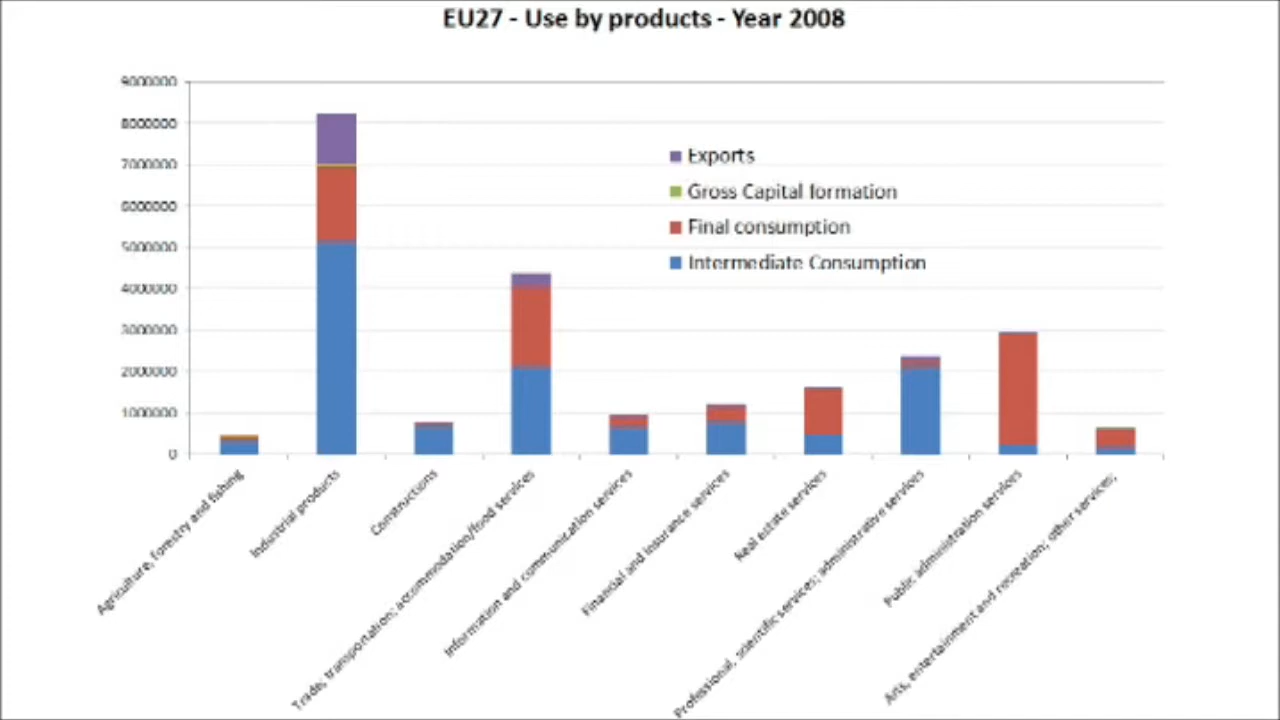 EU27 - Use by products - Year 2008
9000000
8000000
7000000
6000000
5000000
4000000
3000000
2000000
1000000
0
Exports
Gross Capital formation
Final consumption
Intermediate Consumption
Agriculture, forestry and fishing
Industrial products
Constructions
Trade; transportation; accommodation/food services
Information and communication services
Financial and insurance services
Real estate services
Professional, scientific services; administrative services
Public administration services
Arts, entertainment and recreation; other services;